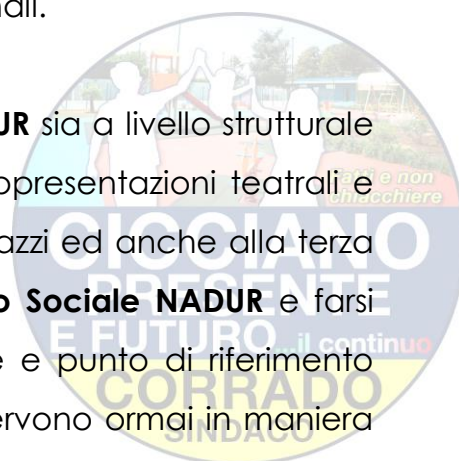 nali.
UR sia a livello strutturale
ppresentazioni teatrali e
fatti e non
chiacchiere
azzi ed anche alla terza
CICCIANO
PRESENTE
o Sociale NADUR e farsi
E FUTURO...il continuo
e e punto di riferimento
CORRADO
ervono ormai in maniera
SINDACO